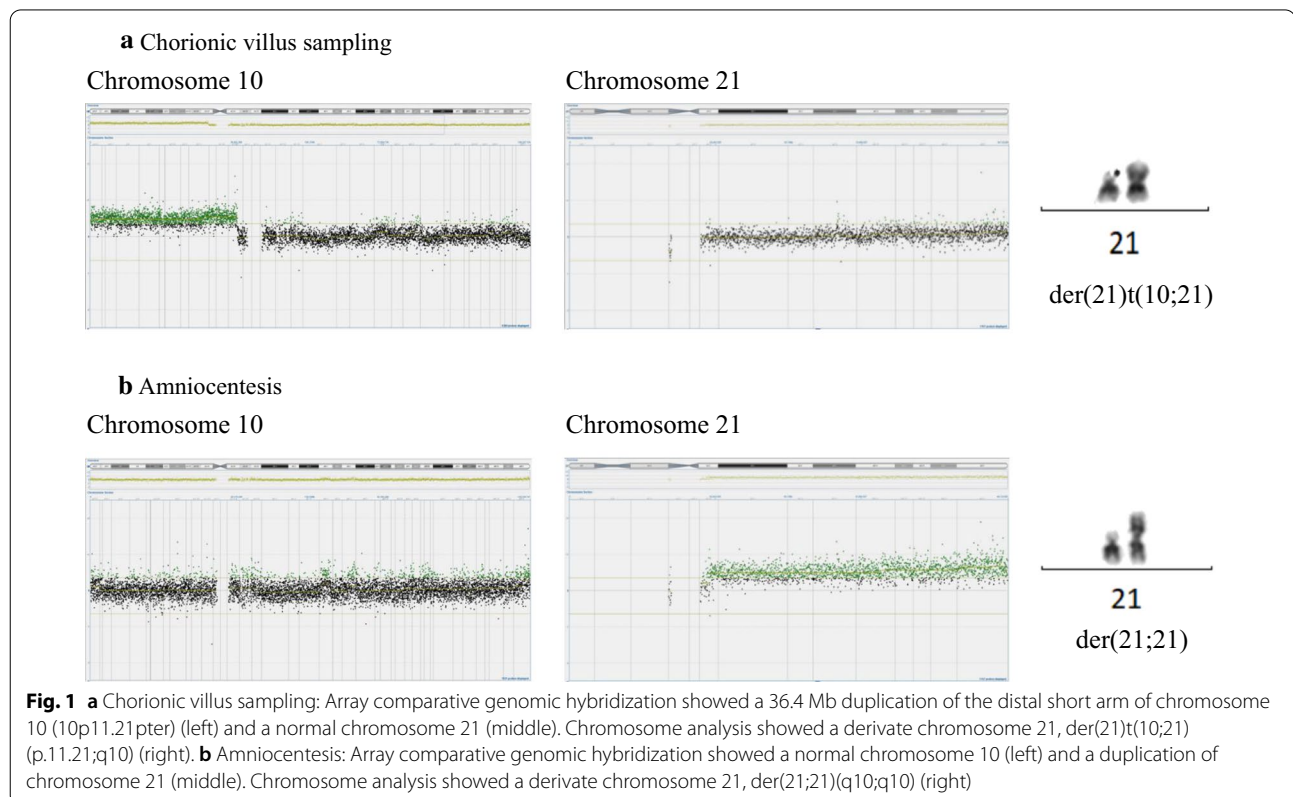 a Chorionic villus sampling
Chromosome 10
Chromosome 21
21
der(21)t(10;21)
b Amniocentesis
Chromosome 10
Chromosome 21
21
der(21;21)
Fig. 1 a Chorionic villus sampling: Array comparative genomic hybridization showed a 36.4 Mb duplication of the distal short arm of chromosome
10 (10p11.21pter) (left) and a normal chromosome 21 (middle). Chromosome analysis showed a derivate chromosome 21, der(21)t(10;21)
(p.11.21;q10) (right). b Amniocentesis: Array comparative genomic hybridization showed a normal chromosome 10 (left) and a duplication of
chromosome 21 (middle). Chromosome analysis showed a derivate chromosome 21, der(21;21)(q10;q10) (right)